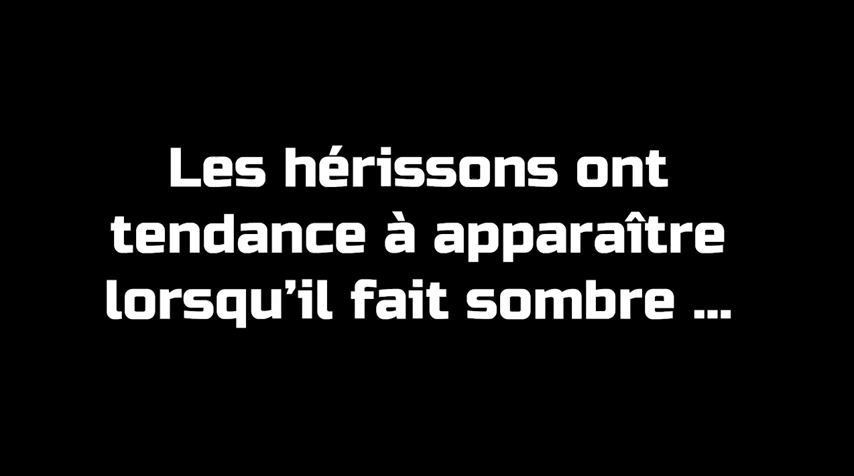 Les hérissons ont
tendance à apparaître
lorsqu’il fait sombre ...